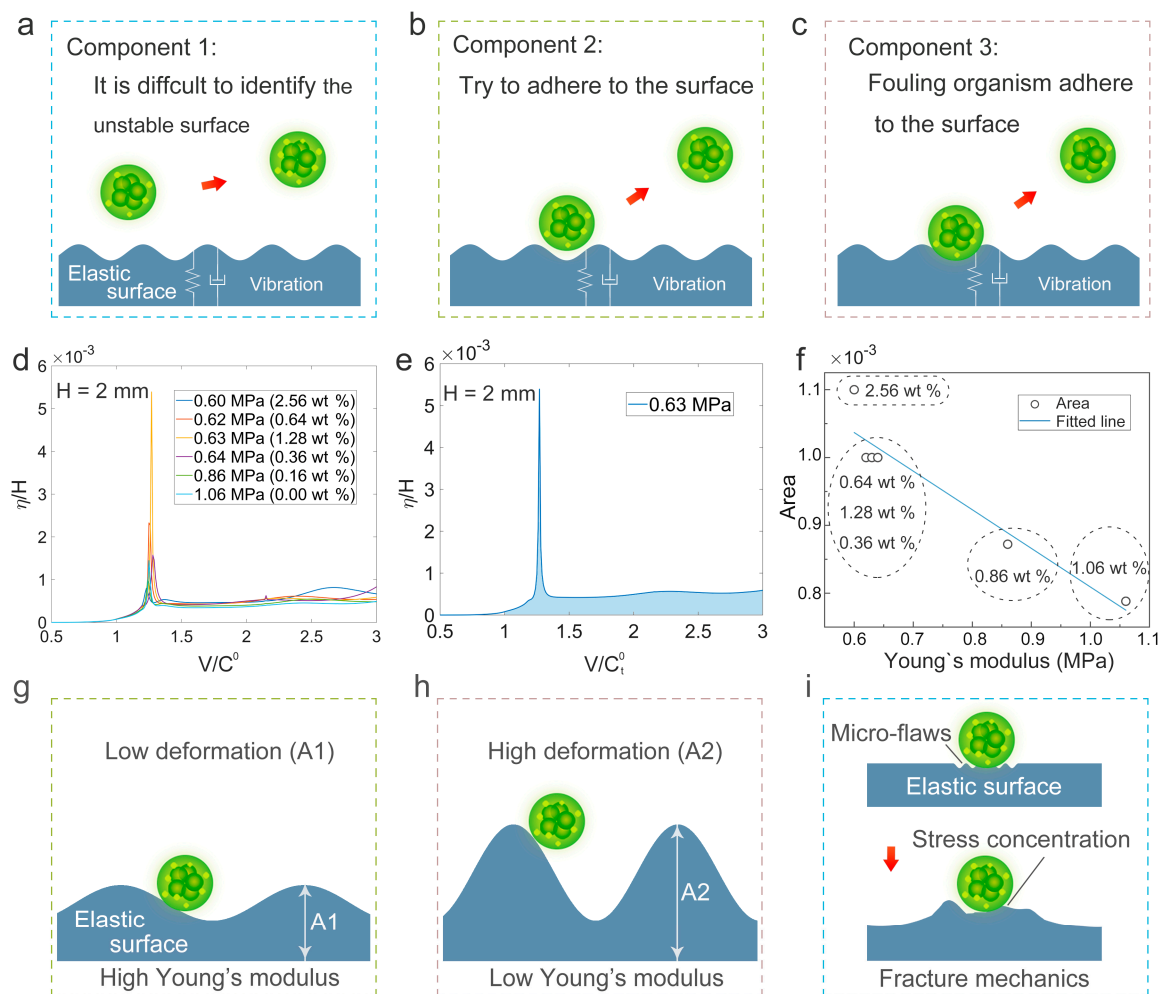 a
Component 1:
It is diffcult to identify the
unstable surface
Elastic
surface
Vibration
b
Component 2:
Try to adhere to the surface
Vibration
c
Component 3:
Fouling organism adhere
to the surface
Vibration
d
×10⁻³
H = 2 mm
0.60 MPa (2.56 wt %)
0.62 MPa (0.64 wt %)
0.63 MPa (1.28 wt %)
0.64 MPa (0.36 wt %)
0.86 MPa (0.16 wt %)
1.06 MPa (0.00 wt %)
6
5
4
3
2
1
0
η/H
0.5 1 1.5 2 2.5 3
V/C⁰
e
×10⁻³
H = 2 mm
0.63 MPa
6
5
4
3
2
1
0
η/H
0.5 1 1.5 2 2.5 3
V/Cₜ⁰
f
×10⁻³
1.1
1.0
0.9
0.8
Area
2.56 wt %
Area
Fitted line
0.64 wt %
1.28 wt %
0.36 wt %
0.86 wt %
1.06 wt %
0.6 0.7 0.8 0.9 1.0 1.1
Young`s modulus (MPa)
g
Low deformation (A1)
Elastic
surface
A1
High Young's modulus
h
High deformation (A2)
A2
Low Young's modulus
i
Micro-flaws
Elastic surface
Stress concentration
Fracture mechanics